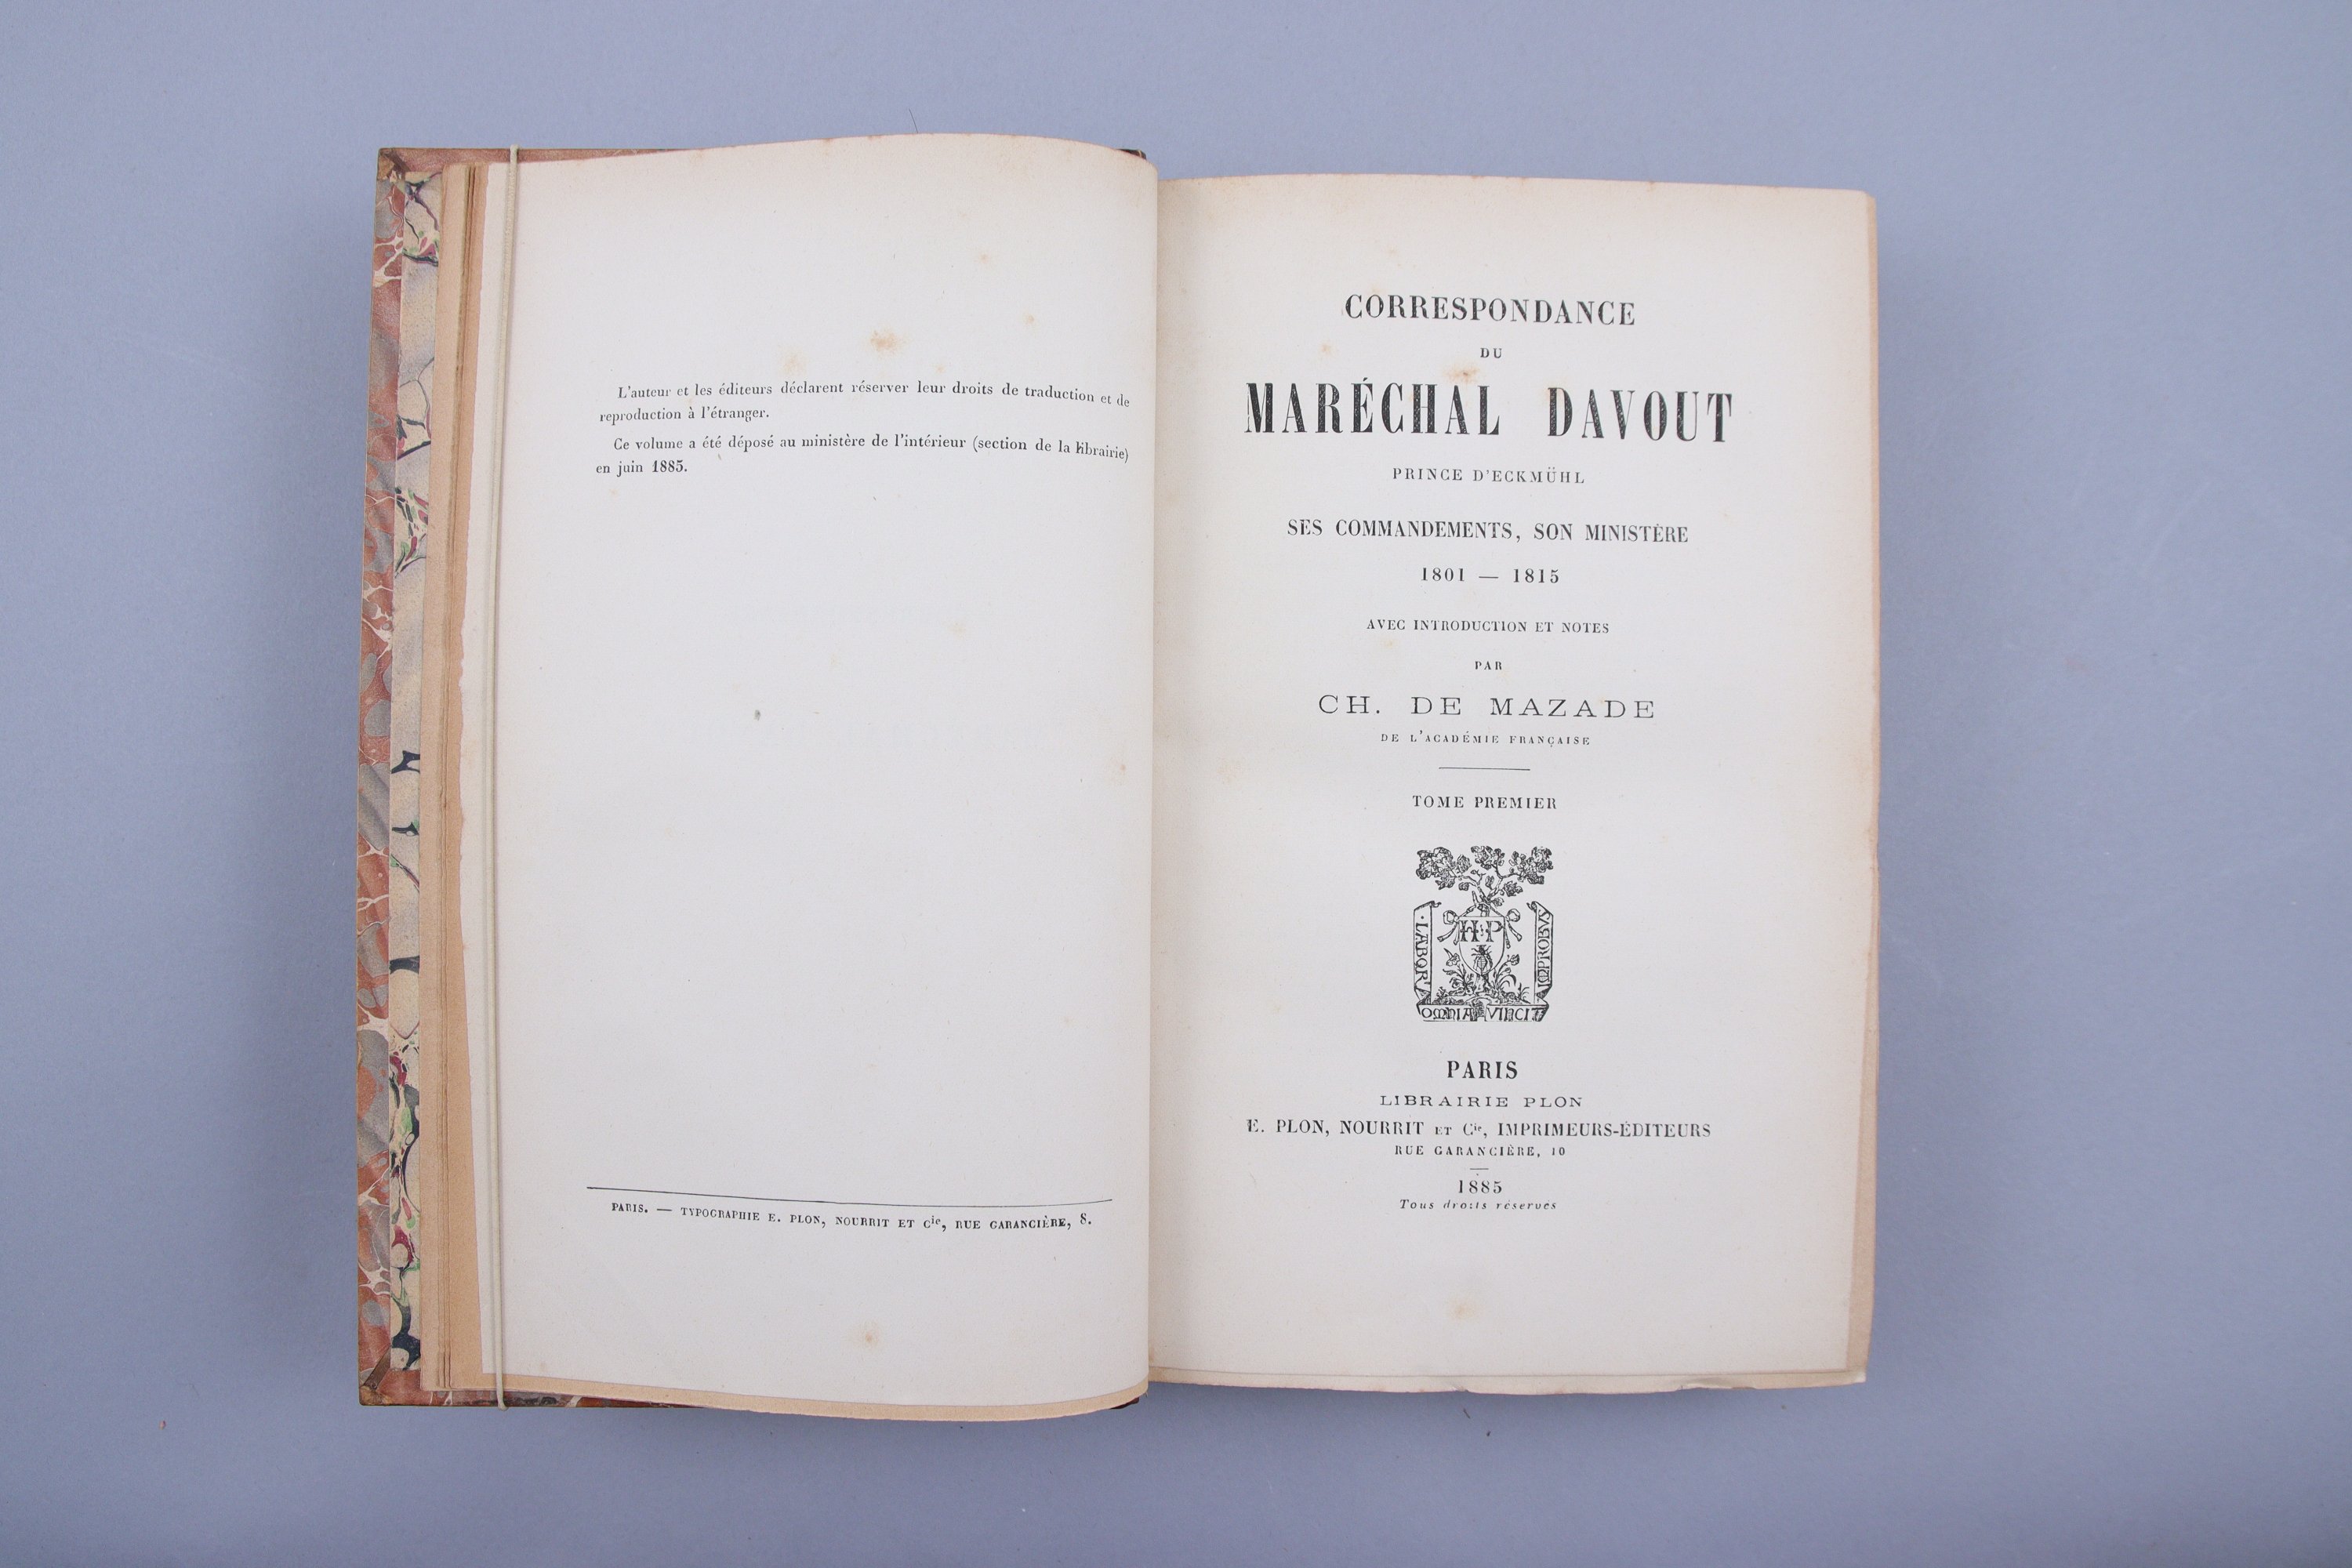 L'auteur et les éditeurs déclarent réserver leur droits de traduction et de
reproduction à l'étranger.
Ce volume a été déposé au ministère de l'intérieur (section de la librairie)
en juin 1885.
PARIS. — TYPOGRAPHIE E. PLON, NOURRIT ET Cie, RUE GARANCIÈRE, 8.
CORRESPONDANCE
DU
MARÉCHAL DAVOUT
PRINCE D'ECKMÜHL
SES COMMANDEMENTS, SON MINISTÈRE
1801 — 1815
AVEC INTRODUCTION ET NOTES
PAR
CH. DE MAZADE
DE L'ACADÉMIE FRANÇAISE
TOME PREMIER
H P
LABOR
IMPROBVS
OMNIA VINCIT
PARIS
LIBRAIRIE PLON
E. PLON, NOURRIT ET Cie, IMPRIMEURS-ÉDITEURS
RUE GARANCIÈRE, 10
1885
Tous droits réservés